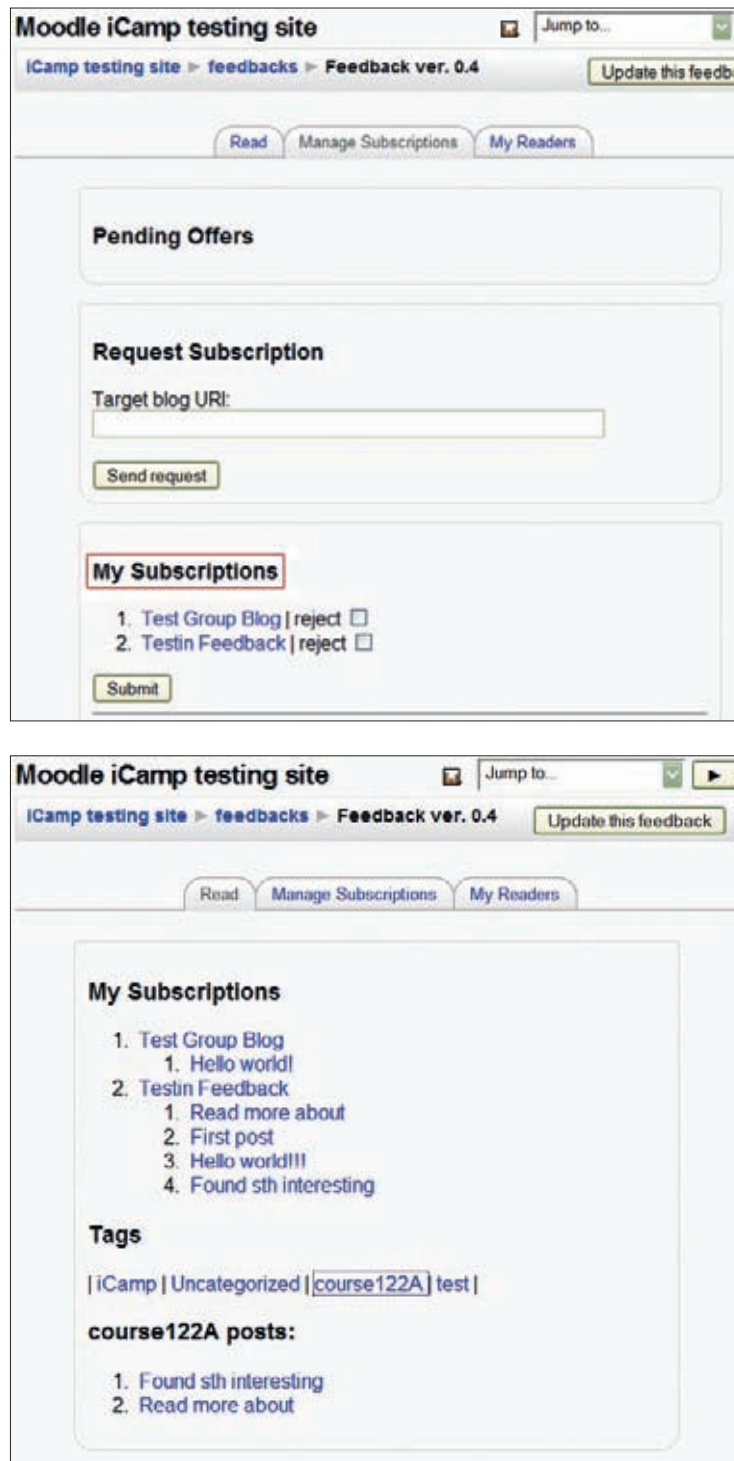 Moodle iCamp testing site Jump to...
iCamp testing site ► feedbacks ► Feedback ver. 0.4 Update this feedb
Read Manage Subscriptions My Readers
Pending Offers
Request Subscription
Target blog URI:
Send request
My Subscriptions
1. Test Group Blog | reject
2. Testin Feedback | reject
Submit
Moodle iCamp testing site Jump to...
iCamp testing site ► feedbacks ► Feedback ver. 0.4 Update this feedback
Read Manage Subscriptions My Readers
My Subscriptions
1. Test Group Blog
1. Hello world!
2. Testin Feedback
1. Read more about
2. First post
3. Hello world!!!
4. Found sth interesting
Tags
| iCamp | Uncategorized | course122A | test |
course122A posts:
1. Found sth interesting
2. Read more about